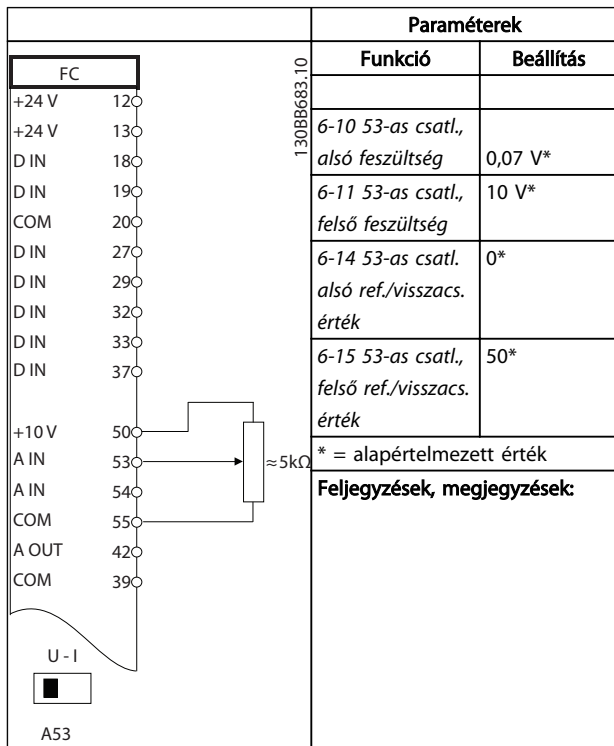 Paraméterek
Funkció Beállítás
6-10 53-as csatl.,
alsó feszültség 0,07 V*
6-11 53-as csatl., 10 V*
felső feszültség
6-14 53-as csatl. 0*
alsó ref./visszacs.
érték
6-15 53-as csatl., 50*
felső ref./visszacs.
érték
* = alapértelmezett érték
Feljegyzések, megjegyzések:
FC
+24 V 12
+24 V 13
D IN 18
D IN 19
COM 20
D IN 27
D IN 29
D IN 32
D IN 33
D IN 37
+10 V 50
A IN 53
A IN 54
COM 55
A OUT 42
COM 39
≈5kΩ
U - I
A53
130BB683.10